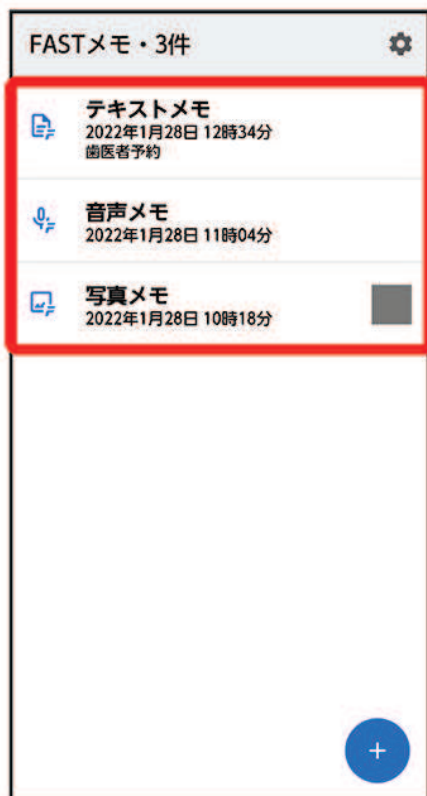 FASTメモ・3件
テキストメモ
2022年1月28日 12時34分
歯医者予約
音声メモ
2022年1月28日 11時04分
写真メモ
2022年1月28日 10時18分